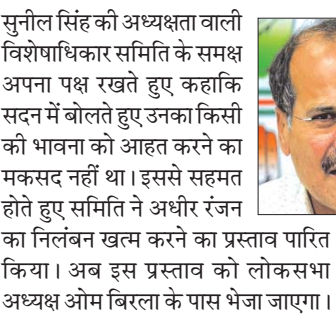 सुनील सिंह की अध्यक्षता वाली
विशेषाधिकार समिति के समक्ष
अपना पक्ष रखते हुए कहाकि
सदन में बोलते हुए उनका किसी
की भावना को आहत करने का
मकसद नहीं था। इससे सहमत
होते हुए समिति ने अधीर रंजन
का निलंबन खत्म करने का प्रस्ताव पारित
किया। अब इस प्रस्ताव को लोकसभा
अध्यक्ष ओम बिरला के पास भेजा जाएगा।